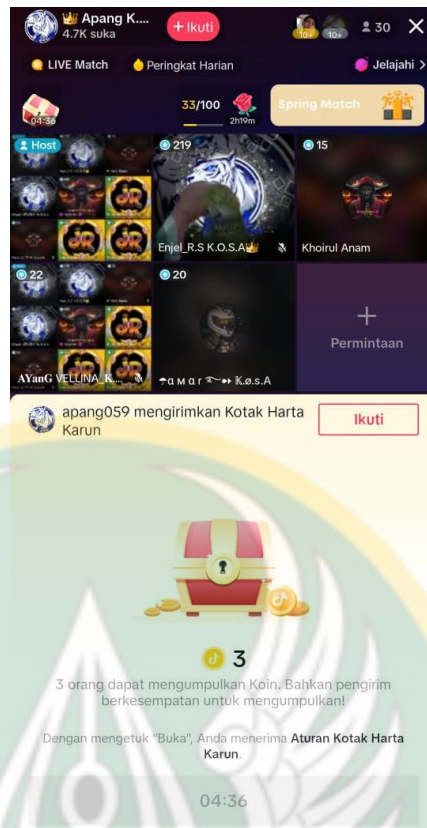 👑 Apang K....
4.7K suka
+ Ikuti
10+
10+
30
LIVE Match
Peringkat Harian
Jelajahi >
04:36
33/100
2h19m
Spring Match
Host
219
15
Enjel_R.S K.O.S.A👑
Khoirul Anam
22
20
AYanG VELLINA_K....
☂α м α r ࿐➻ 𝕂.ø.s.A
+
Permintaan
apang059 mengirimkan Kotak Harta
Karun
Ikuti
3
3 orang dapat mengumpulkan Koin. Bahkan pengirim
berkesempatan untuk mengumpulkan!
Dengan mengetuk "Buka", Anda menerima Aturan Kotak Harta
Karun.
04:36